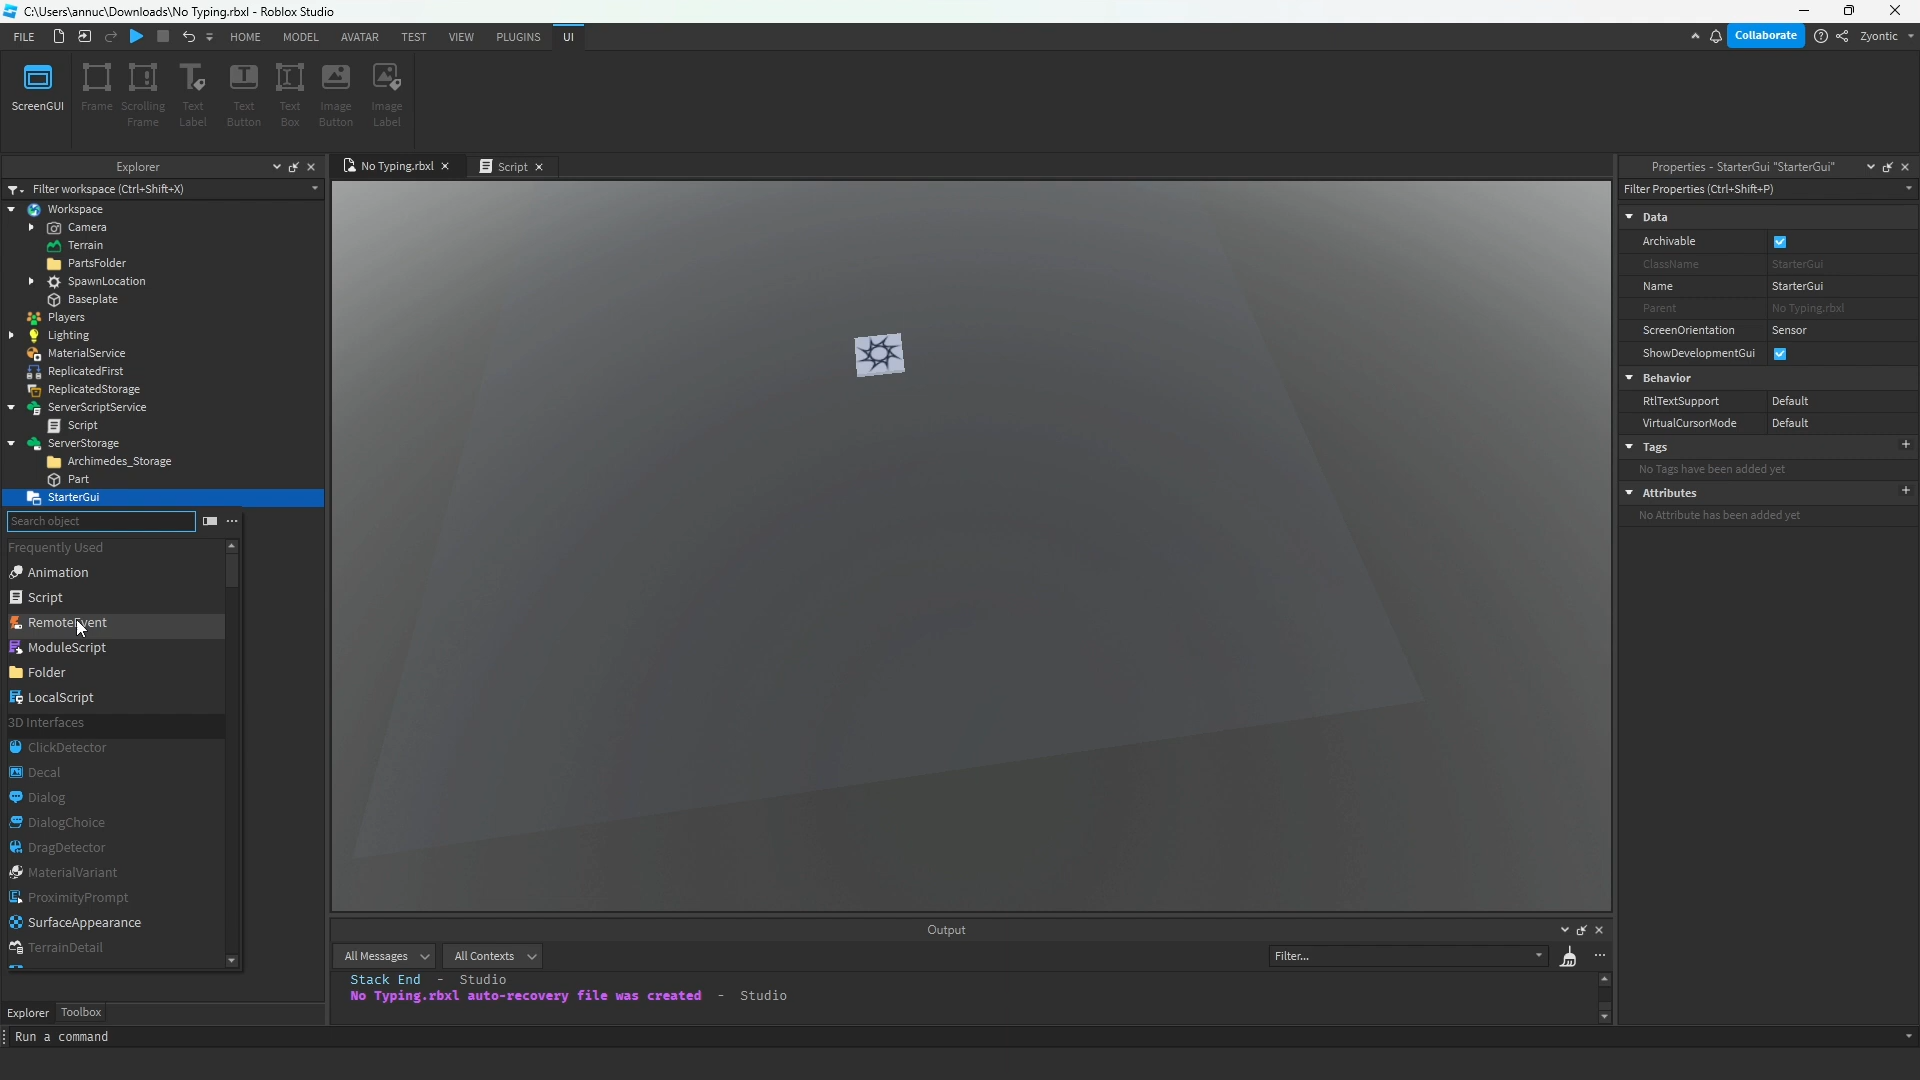 C:\Users\annuc\Downloads\No Typing.rbxl - Roblox Studio
FILE
HOME
MODEL
AVATAR
TEST
VIEW
PLUGINS
UI
Collaborate
Zyontic
ScreenGUI
Frame
Scrolling
Frame
Text
Label
Text
Button
Text
Box
Image
Button
Image
Label
Explorer
Filter workspace (Ctrl+Shift+X)
Workspace
Camera
Terrain
PartsFolder
SpawnLocation
Baseplate
Players
Lighting
MaterialService
ReplicatedFirst
ReplicatedStorage
ServerScriptService
Script
ServerStorage
Archimedes_Storage
Part
StarterGui
Search object
Frequently Used
Animation
Script
RemoteEvent
ModuleScript
Folder
LocalScript
3D Interfaces
ClickDetector
Decal
Dialog
DialogChoice
DragDetector
MaterialVariant
ProximityPrompt
SurfaceAppearance
TerrainDetail
Explorer
Toolbox
No Typing.rbxl
Script
Output
All Messages
All Contexts
Filter...
Stack End - Studio
No Typing.rbxl auto-recovery file was created - Studio
Run a command
Properties - StarterGui "StarterGui"
Filter Properties (Ctrl+Shift+P)
Data
Archivable
ClassName StarterGui
Name StarterGui
Parent No Typing.rbxl
ScreenOrientation Sensor
ShowDevelopmentGui
Behavior
RtlTextSupport Default
VirtualCursorMode Default
Tags
No Tags have been added yet
Attributes
No Attribute has been added yet